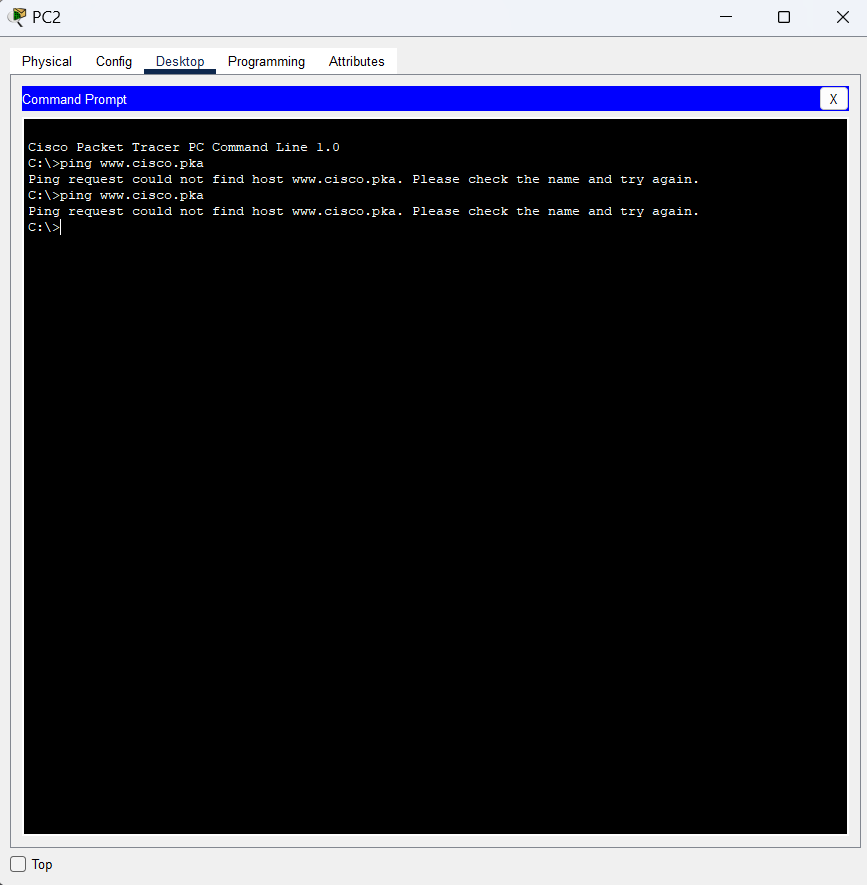 PC2
Physical Config Desktop Programming Attributes
Command Prompt
X
Cisco Packet Tracer PC Command Line 1.0
C:\>ping www.cisco.pka
Ping request could not find host www.cisco.pka. Please check the name and try again.
C:\>ping www.cisco.pka
Ping request could not find host www.cisco.pka. Please check the name and try again.
C:\>
Top